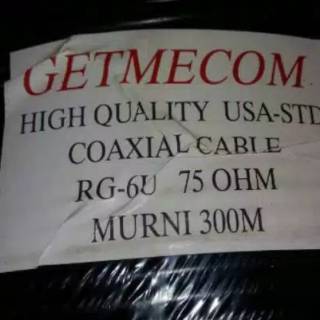 GETMECOM
HIGH QUALITY USA-STD
COAXIAL CABLE
RG-6U 75 OHM
MURNI 300M